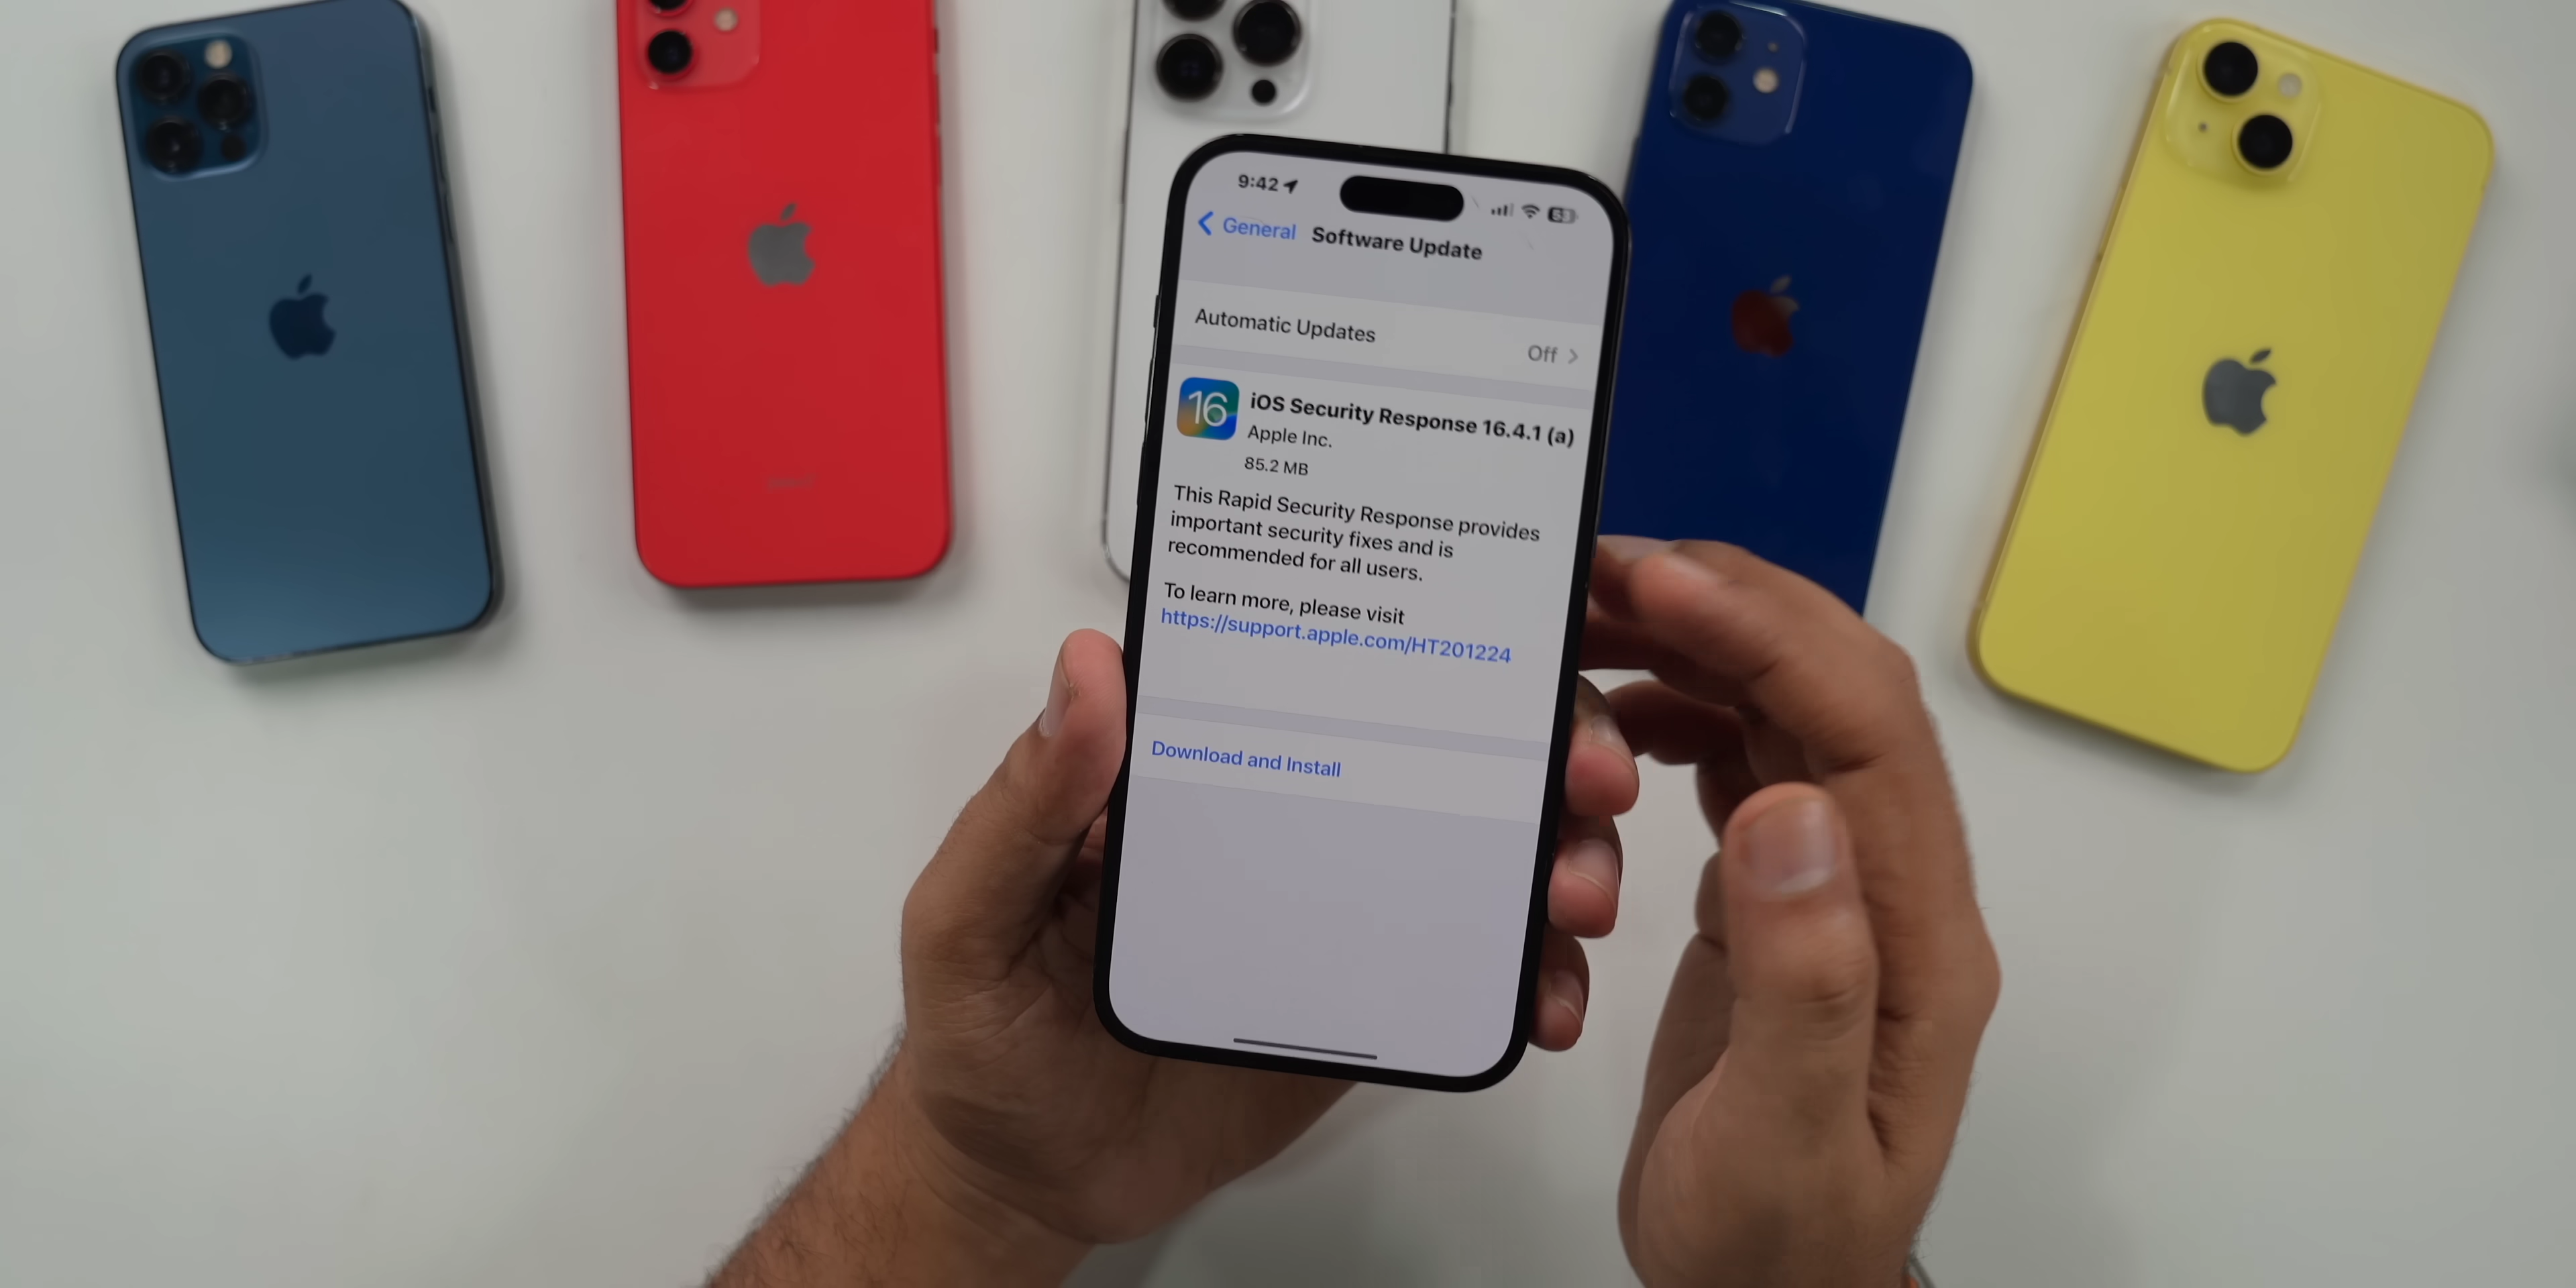 9:42
General Software Update
Automatic Updates Off
16
iOS Security Response 16.4.1 (a)
Apple Inc.
85.2 MB
This Rapid Security Response provides
important security fixes and is
recommended for all users.
To learn more, please visit
https://support.apple.com/HT201224
Download and Install